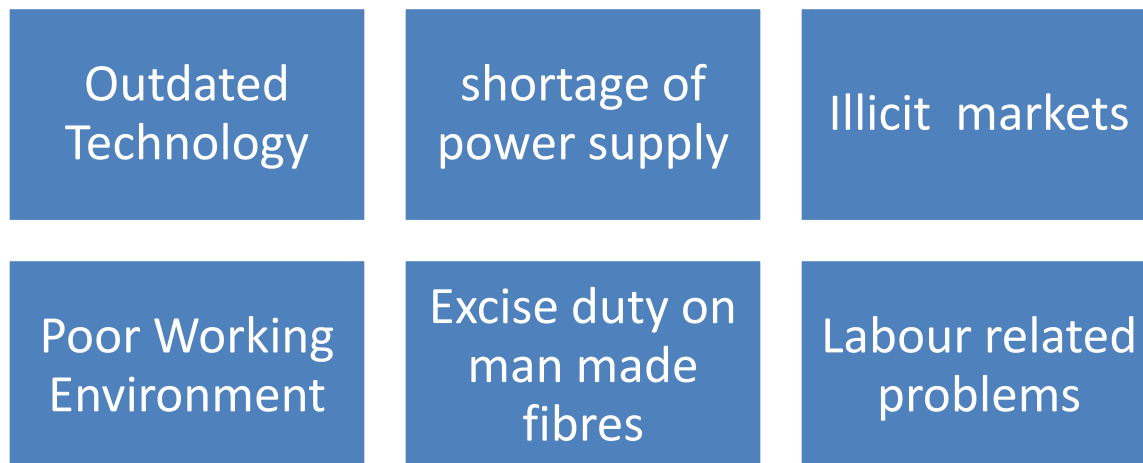 Outdated
Technology
shortage of
power supply
Illicit  markets
Poor Working
Environment
Excise duty on
man made
fibres
Labour related
problems